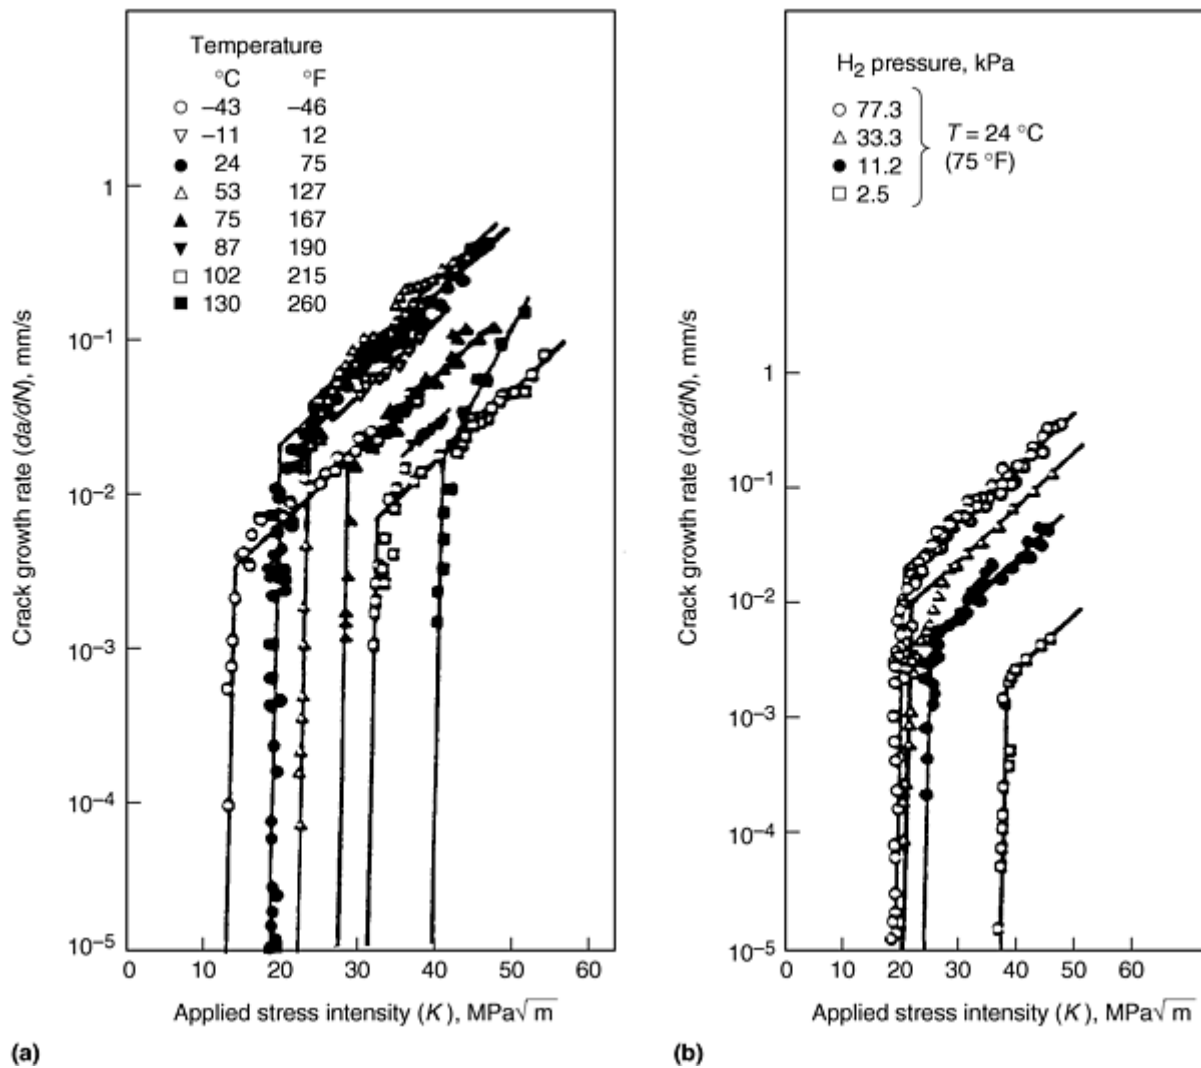 Temperature
°C °F
–43 –46
–11 12
24 75
53 127
75 167
87 190
102 215
130 260
1
10⁻¹
10⁻²
10⁻³
10⁻⁴
10⁻⁵
Crack growth rate (da/dN), mm/s
0 10 20 30 40 50 60
Applied stress intensity (K), MPa√m
(a)
H₂ pressure, kPa
77.3
33.3
11.2
2.5
T = 24 °C
(75 °F)
1
10⁻¹
10⁻²
10⁻³
10⁻⁴
10⁻⁵
Crack growth rate (da/dN), mm/s
0 10 20 30 40 50 60
Applied stress intensity (K), MPa√m
(b)